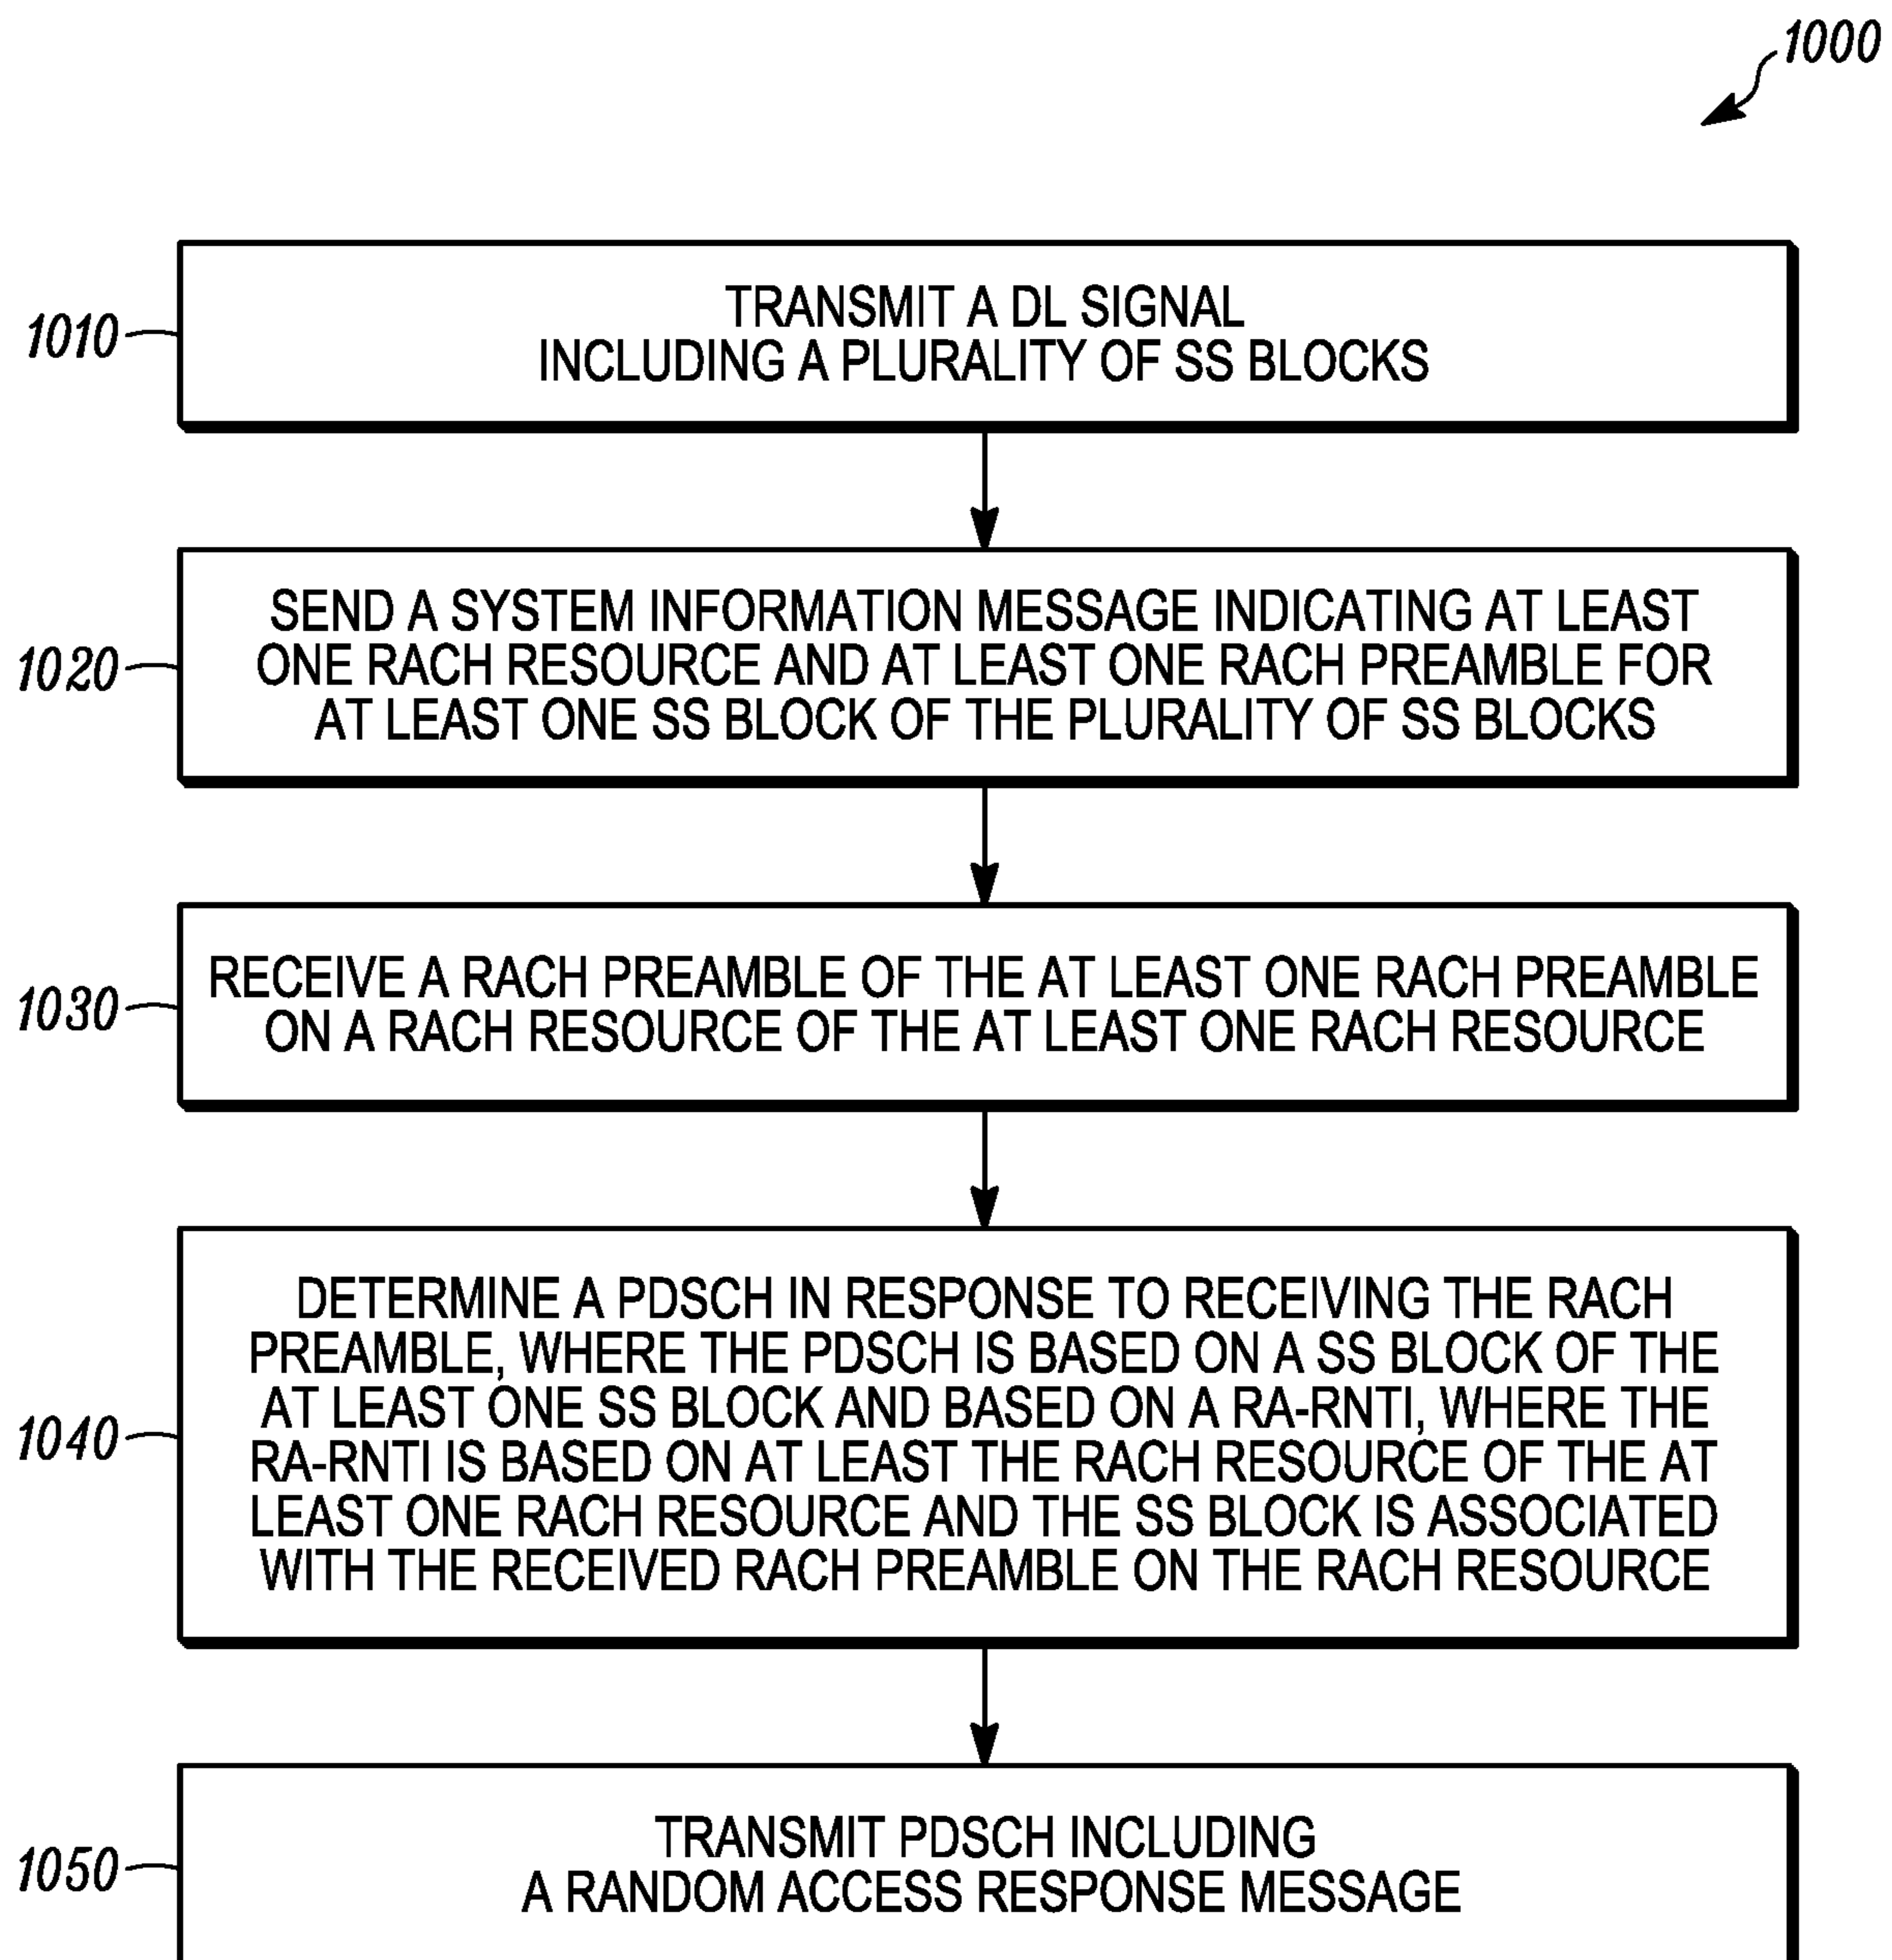 1000
1010
TRANSMIT A DL SIGNAL
INCLUDING A PLURALITY OF SS BLOCKS
1020
SEND A SYSTEM INFORMATION MESSAGE INDICATING AT LEAST
ONE RACH RESOURCE AND AT LEAST ONE RACH PREAMBLE FOR
AT LEAST ONE SS BLOCK OF THE PLURALITY OF SS BLOCKS
1030
RECEIVE A RACH PREAMBLE OF THE AT LEAST ONE RACH PREAMBLE
ON A RACH RESOURCE OF THE AT LEAST ONE RACH RESOURCE
1040
DETERMINE A PDSCH IN RESPONSE TO RECEIVING THE RACH
PREAMBLE, WHERE THE PDSCH IS BASED ON A SS BLOCK OF THE
AT LEAST ONE SS BLOCK AND BASED ON A RA-RNTI, WHERE THE
RA-RNTI IS BASED ON AT LEAST THE RACH RESOURCE OF THE AT
LEAST ONE RACH RESOURCE AND THE SS BLOCK IS ASSOCIATED
WITH THE RECEIVED RACH PREAMBLE ON THE RACH RESOURCE
1050
TRANSMIT PDSCH INCLUDING
A RANDOM ACCESS RESPONSE MESSAGE